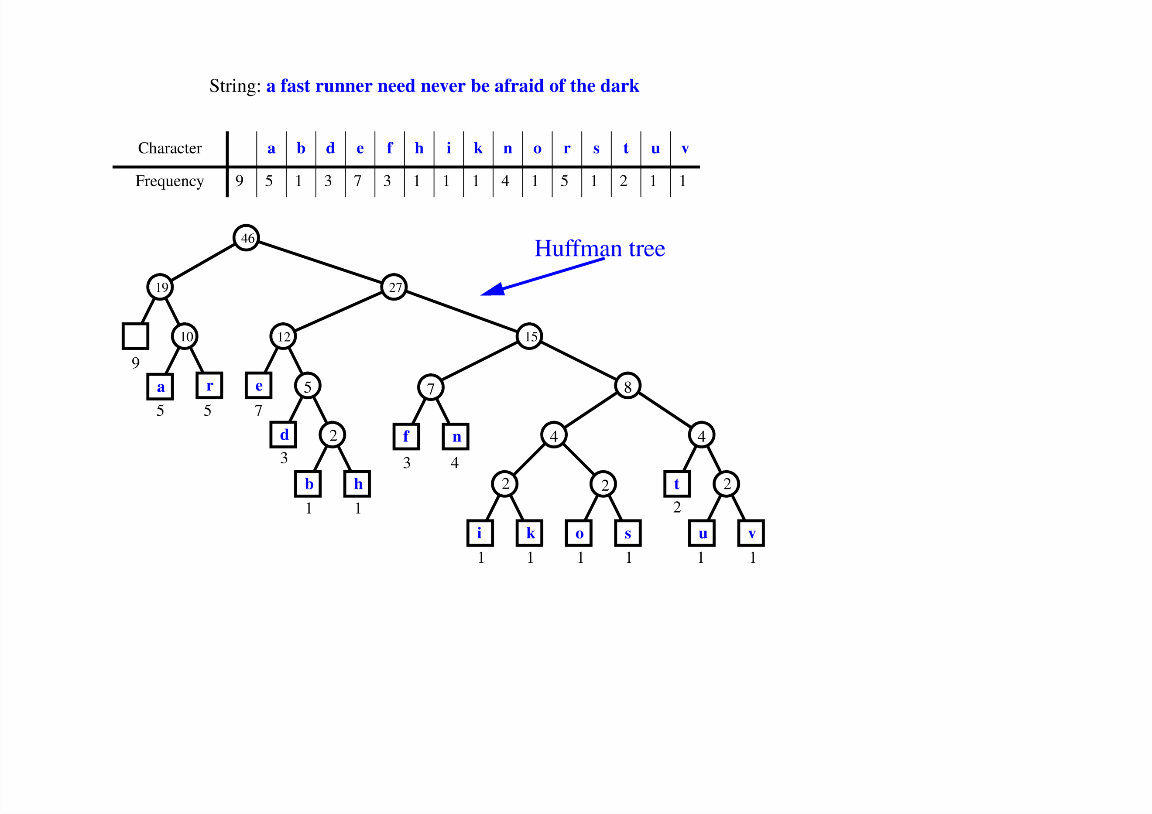 String: a fast runner need never be afraid of the dark
Character a b d e f h i k n o r s t u v
Frequency 9 5 1 3 7 3 1 1 1 4 1 5 1 2 1 1
46
Huffman tree
19 27
10 12 15
9
a r e 5 7 8
5 5 7
d 2 f n 4 4
3 3 4
b h 2 2 t 2
1 1 2
i k o s u v
1 1 1 1 1 1